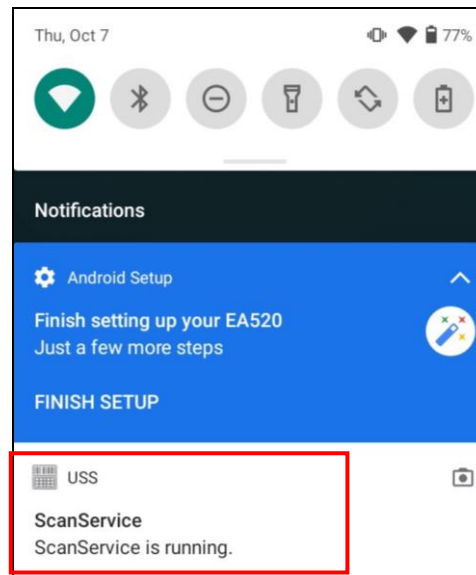 Thu, Oct 7 77%
Notifications
Android Setup
Finish setting up your EA520
Just a few more steps
FINISH SETUP
USS
ScanService
ScanService is running.